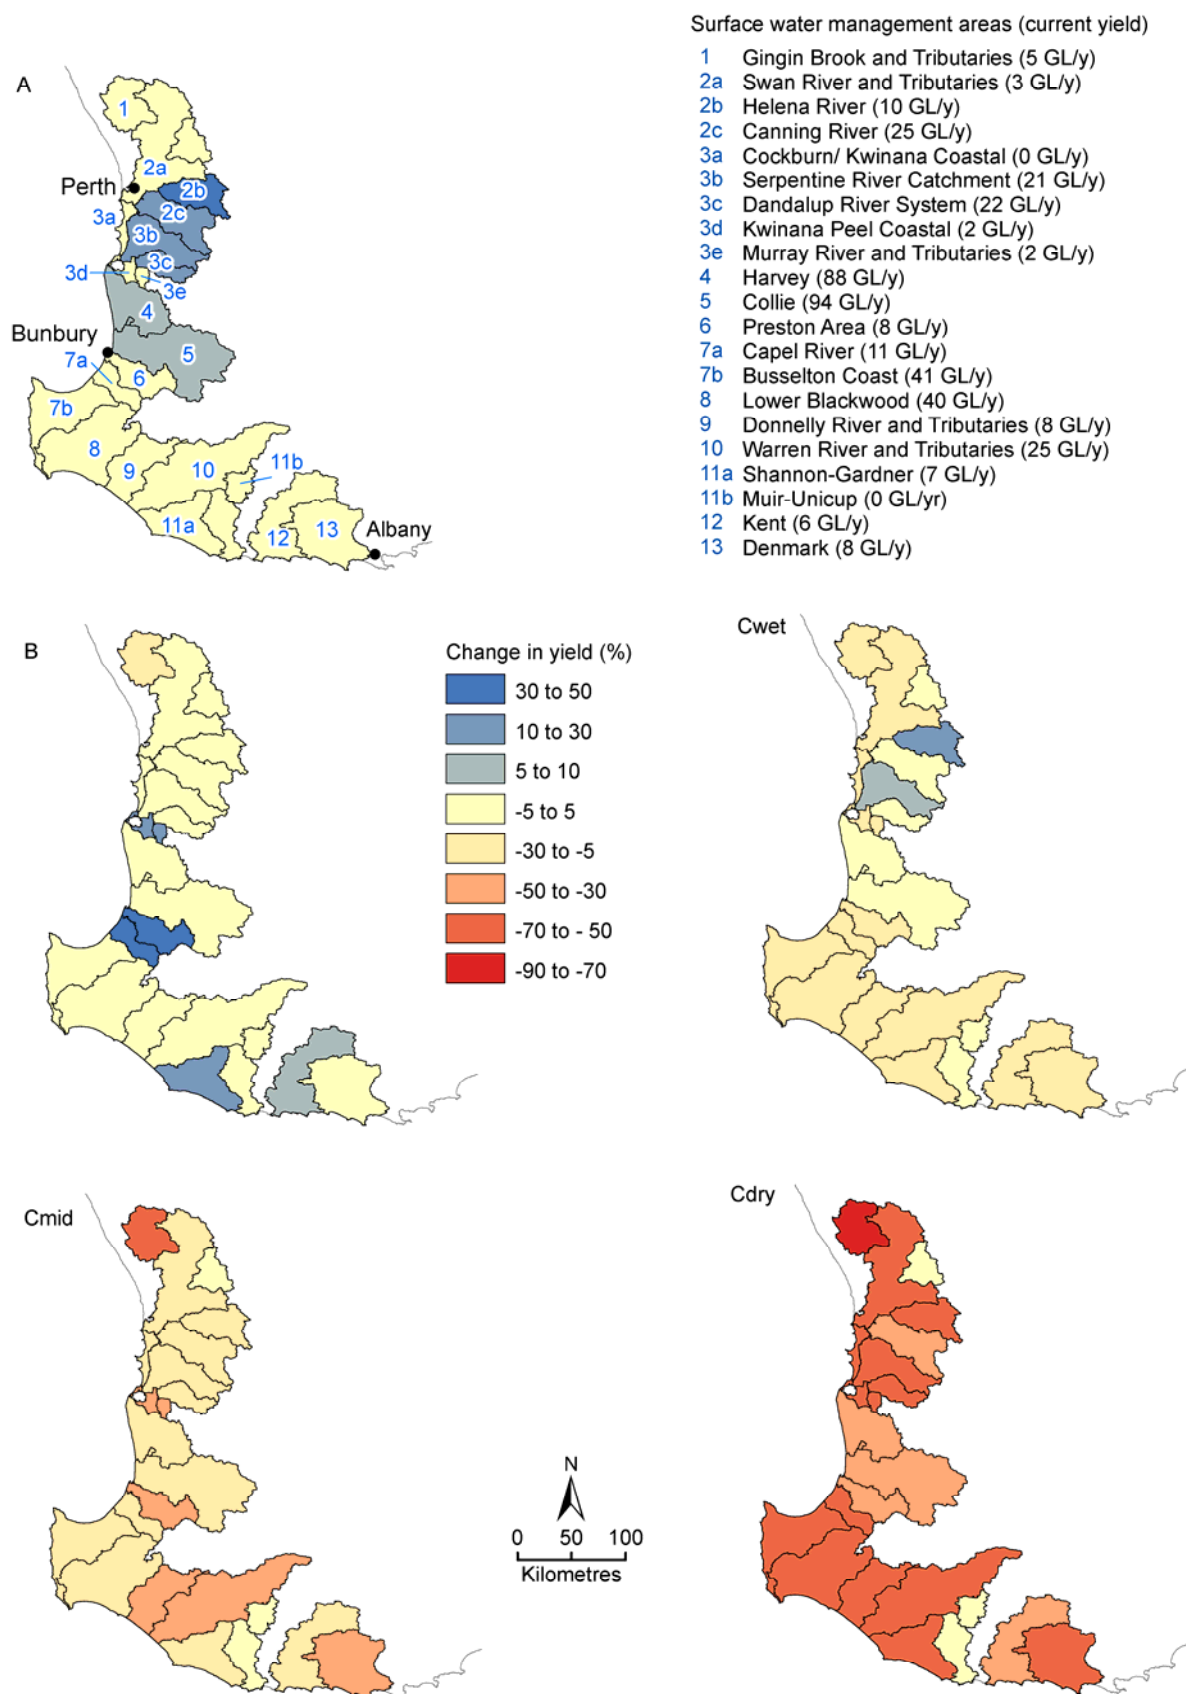 Surface water management areas (current yield)
1 Gingin Brook and Tributaries (5 GL/y)
2a Swan River and Tributaries (3 GL/y)
2b Helena River (10 GL/y)
2c Canning River (25 GL/y)
3a Cockburn/ Kwinana Coastal (0 GL/y)
3b Serpentine River Catchment (21 GL/y)
3c Dandalup River System (22 GL/y)
3d Kwinana Peel Coastal (2 GL/y)
3e Murray River and Tributaries (2 GL/y)
4 Harvey (88 GL/y)
5 Collie (94 GL/y)
6 Preston Area (8 GL/y)
7a Capel River (11 GL/y)
7b Busselton Coast (41 GL/y)
8 Lower Blackwood (40 GL/y)
9 Donnelly River and Tributaries (8 GL/y)
10 Warren River and Tributaries (25 GL/y)
11a Shannon-Gardner (7 GL/y)
11b Muir-Unicup (0 GL/yr)
12 Kent (6 GL/y)
13 Denmark (8 GL/y)
A
1
2a
Perth
2b
2c
3a
3b
3c
3d
3e
4
Bunbury
5
7a
6
7b
8
9
10
11b
11a
12
13
Albany
B
Change in yield (%)
30 to 50
10 to 30
5 to 10
-5 to 5
-30 to -5
-50 to -30
-70 to - 50
-90 to -70
Cwet
Cmid
N
0 50 100
Kilometres
Cdry